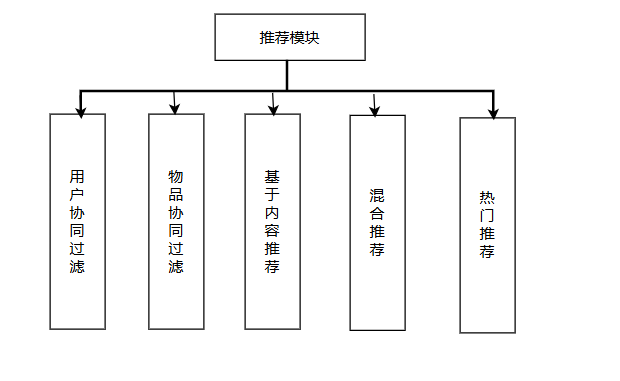 推荐模块
用户协同过滤
物品协同过滤
基于内容推荐
混合推荐
热门推荐